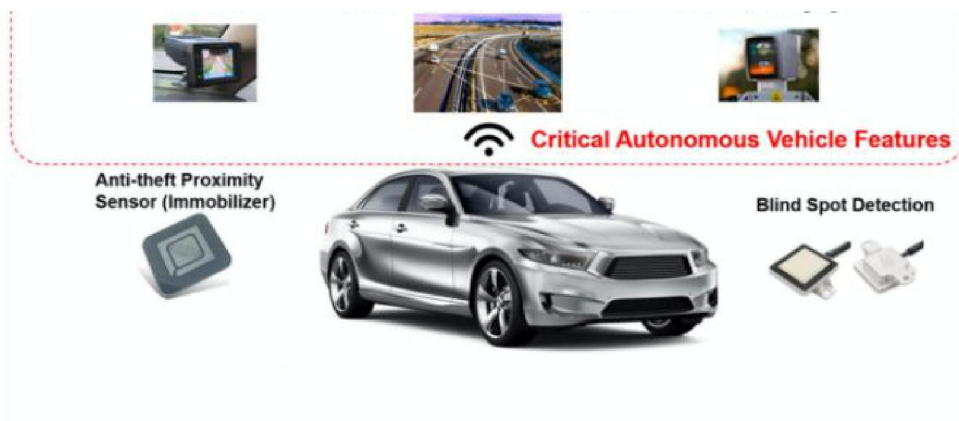 Critical Autonomous Vehicle Features
Anti-theft Proximity
Sensor (Immobilizer)
Blind Spot Detection